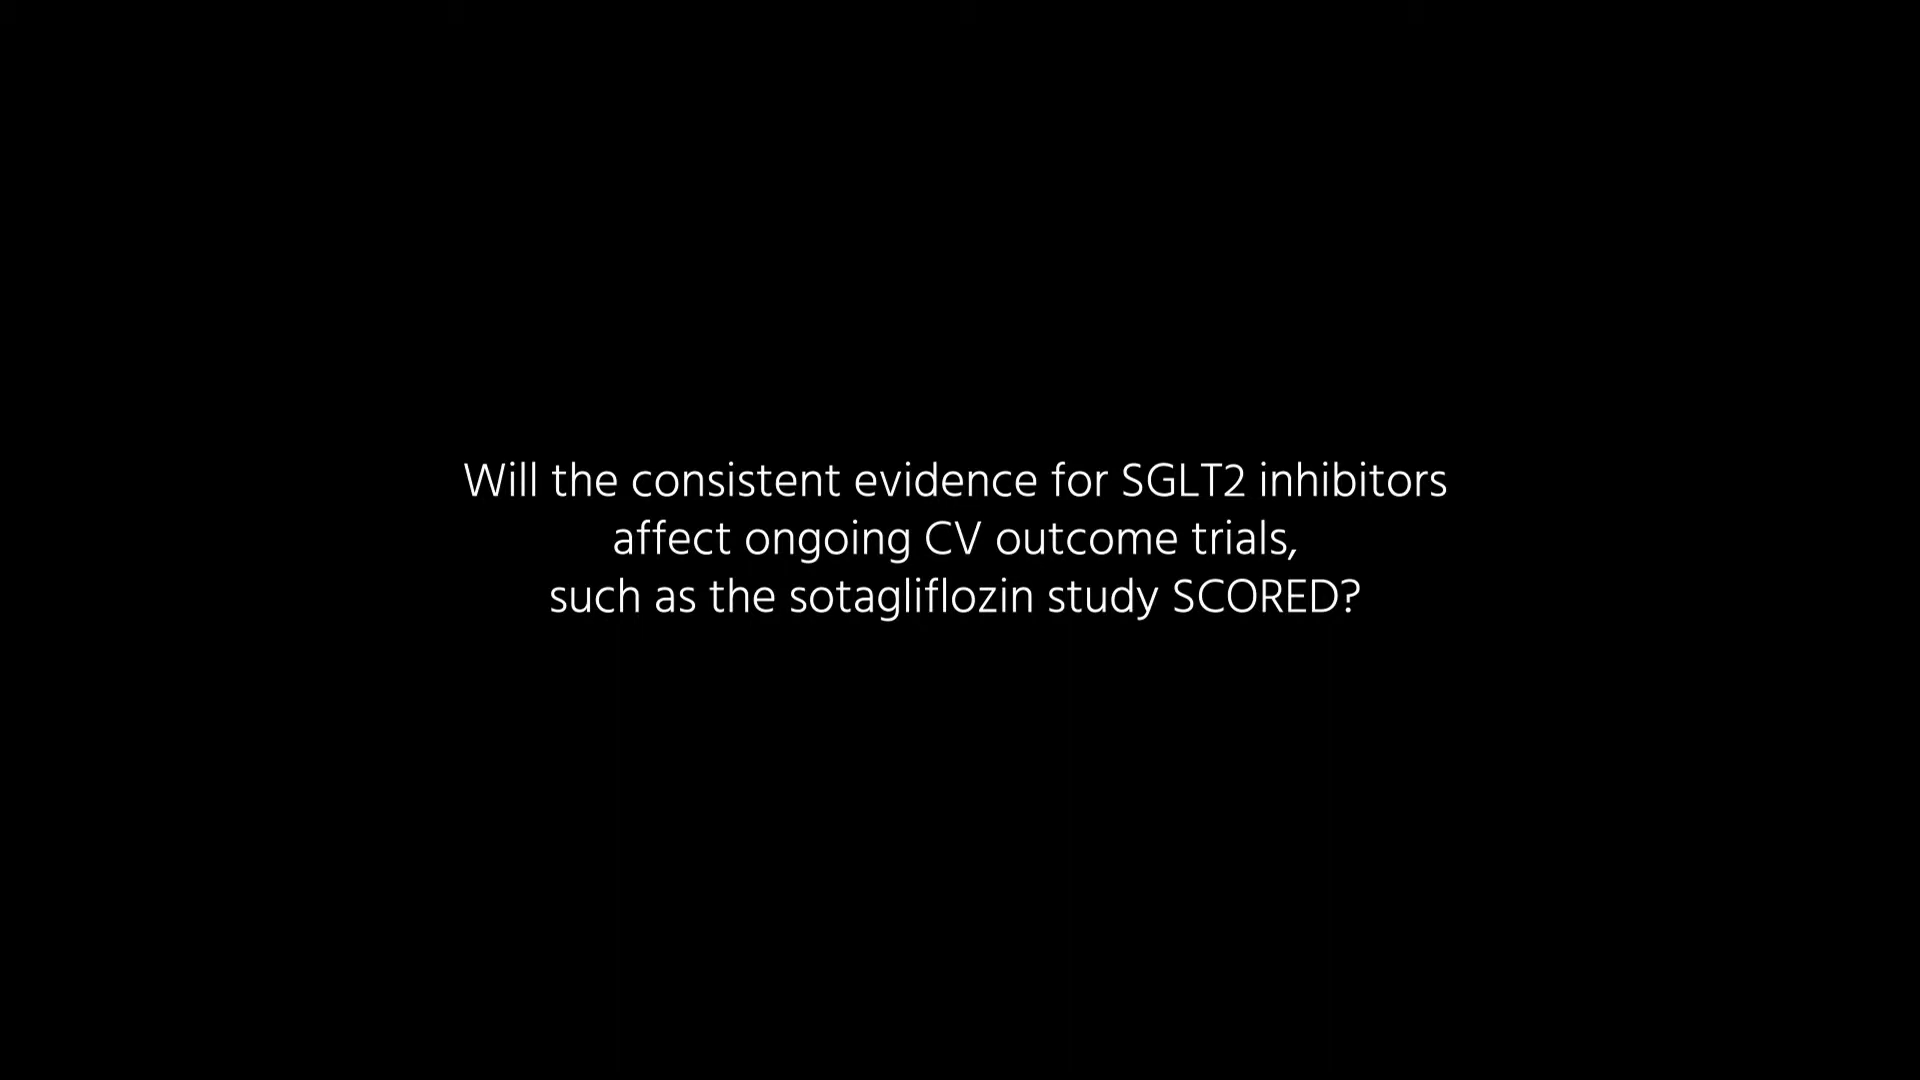 Will the consistent evidence for SGLT2 inhibitors
affect ongoing CV outcome trials,
such as the sotagliflozin study SCORED?